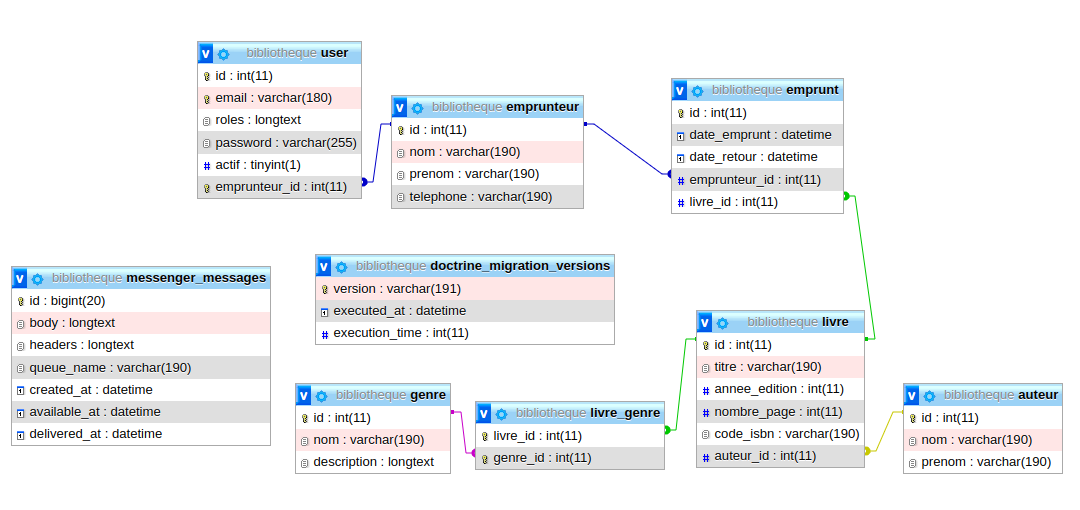 bibliotheque user
id : int(11)
email : varchar(180)
roles : longtext
password : varchar(255)
actif : tinyint(1)
emprunteur_id : int(11)
bibliotheque emprunteur
id : int(11)
nom : varchar(190)
prenom : varchar(190)
telephone : varchar(190)
bibliotheque emprunt
id : int(11)
date_emprunt : datetime
date_retour : datetime
emprunteur_id : int(11)
livre_id : int(11)
bibliotheque messenger_messages
id : bigint(20)
body : longtext
headers : longtext
queue_name : varchar(190)
created_at : datetime
available_at : datetime
delivered_at : datetime
bibliotheque doctrine_migration_versions
version : varchar(191)
executed_at : datetime
execution_time : int(11)
bibliotheque genre
id : int(11)
nom : varchar(190)
description : longtext
bibliotheque livre_genre
livre_id : int(11)
genre_id : int(11)
bibliotheque livre
id : int(11)
titre : varchar(190)
annee_edition : int(11)
nombre_page : int(11)
code_isbn : varchar(190)
auteur_id : int(11)
bibliotheque auteur
id : int(11)
nom : varchar(190)
prenom : varchar(190)